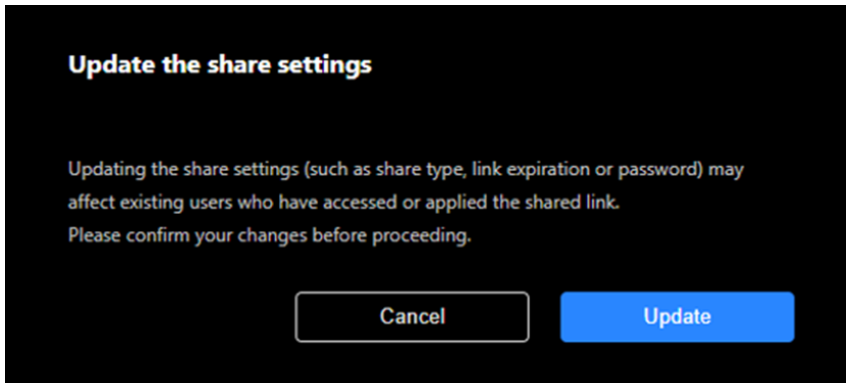 Update the share settings
Updating the share settings (such as share type, link expiration or password) may
affect existing users who have accessed or applied the shared link.
Please confirm your changes before proceeding.
Cancel
Update